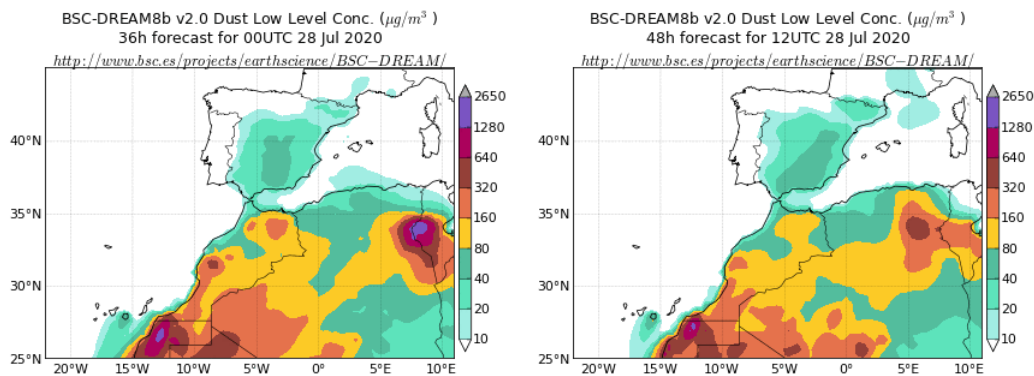 BSC-DREAM8b v2.0 Dust Low Level Conc. (μg/m³ )
36h forecast for 00UTC 28 Jul 2020
http://www.bsc.es/projects/earthscience/BSC−DREAM/
2650
1280
640
320
160
80
40
20
10
40°N
35°N
30°N
25°N
20°W
15°W
10°W
5°W
0°
5°E
10°E
BSC-DREAM8b v2.0 Dust Low Level Conc. (μg/m³ )
48h forecast for 12UTC 28 Jul 2020
http://www.bsc.es/projects/earthscience/BSC−DREAM/
2650
1280
640
320
160
80
40
20
10
40°N
35°N
30°N
25°N
20°W
15°W
10°W
5°W
0°
5°E
10°E